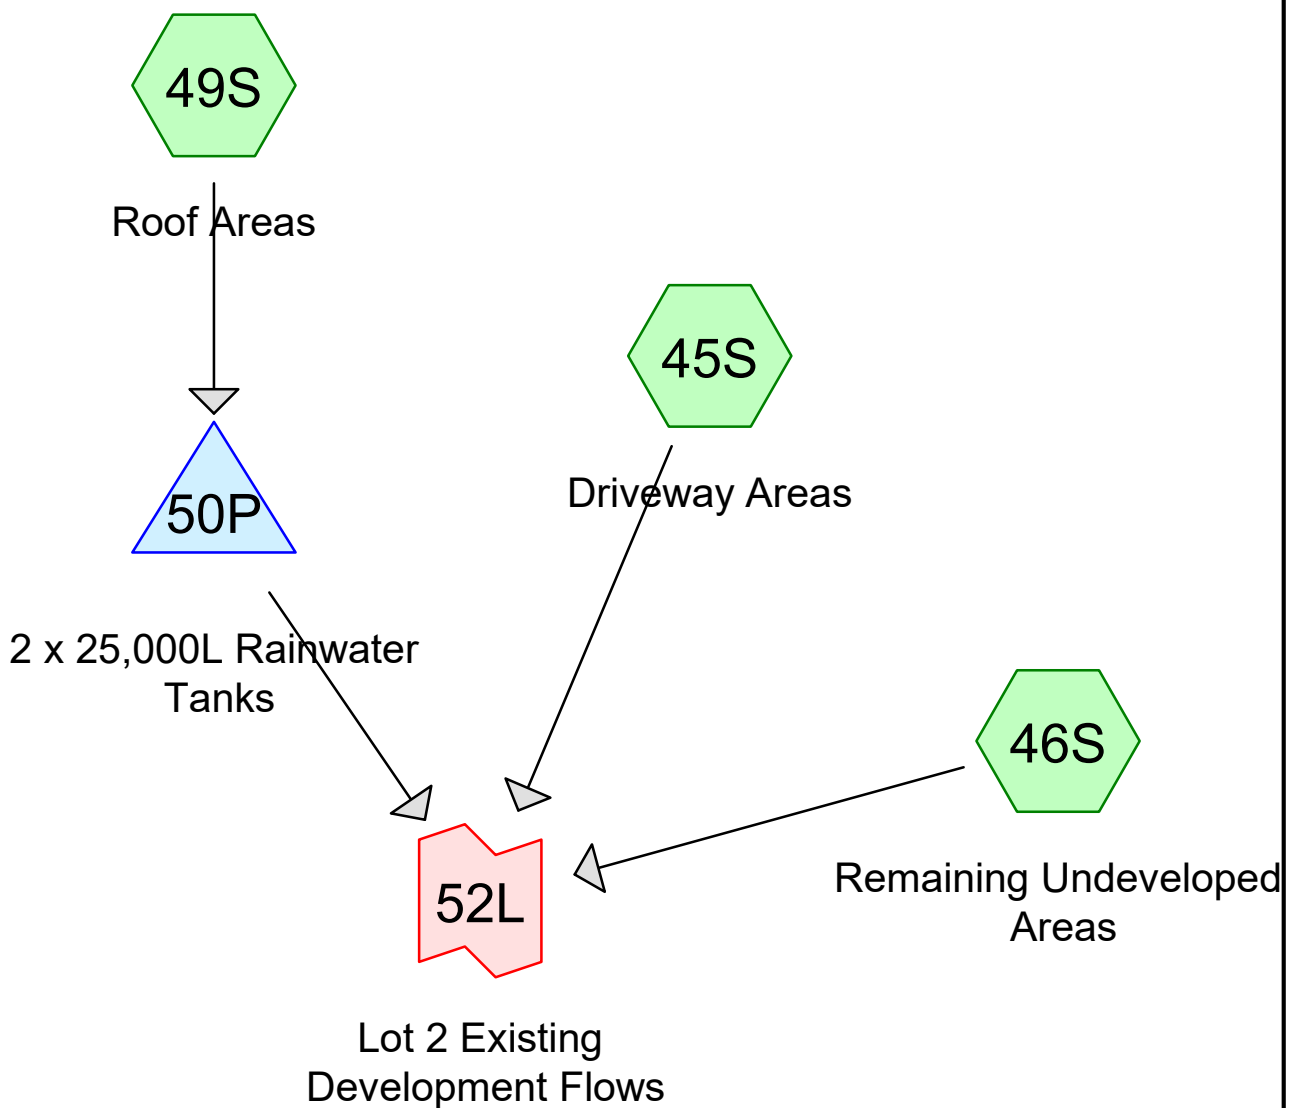 49S
Roof Areas
45S
Driveway Areas
50P
2 x 25,000L Rainwater
Tanks
46S
Remaining Undeveloped
Areas
52L
Lot 2 Existing
Development Flows